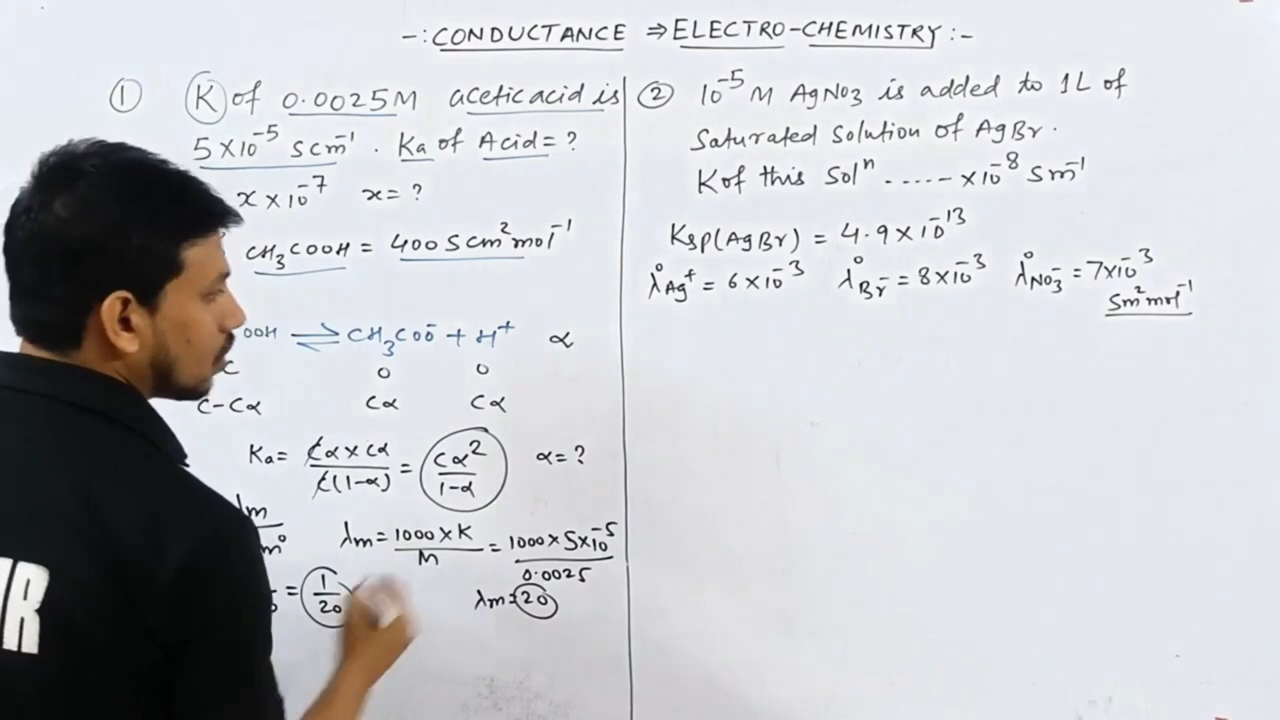 -: CONDUCTANCE ⇒ ELECTRO-CHEMISTRY :-
① K of 0.0025M acetic acid is
5×10⁻⁵ S cm⁻¹. Ka of Acid = ?
x × 10⁻⁷ x = ?
CH₃COOH = 400 S cm² mol⁻¹
OOH ⇌ CH₃COO⁻ + H⁺ α
C O O
C-Cα Cα Cα
Ka = Cα × Cα / C(1-α) = Cα² / 1-α α = ?
λm / m° λm = 1000 × K / M = 1000 × 5×10⁻⁵ / 0.0025
= 1/20 λm = 20
② 10⁻⁵ M AgNO₃ is added to 1L of
Saturated solution of AgBr.
K of this Solⁿ ..... ×10⁻⁸ S m⁻¹
Ksp(AgBr) = 4.9×10⁻¹³
λ°Ag⁺ = 6×10⁻³ λ°Br⁻ = 8×10⁻³ λ°NO₃⁻ = 7×10⁻³
Sm² mol⁻¹